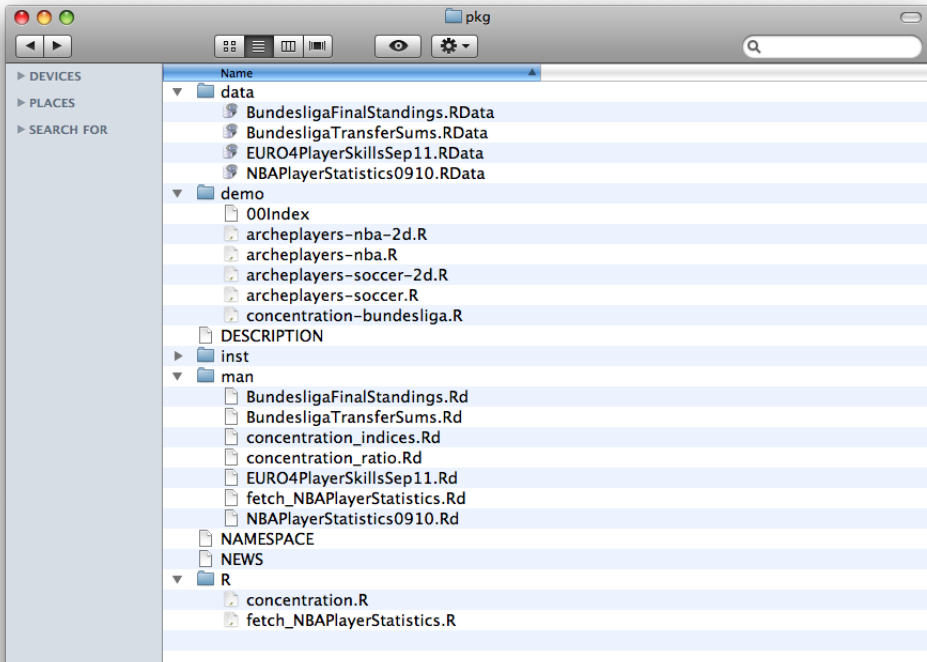 pkg
DEVICES
PLACES
SEARCH FOR
Name
data
BundesligaFinalStandings.RData
BundesligaTransferSums.RData
EURO4PlayerSkillsSep11.RData
NBAPlayerStatistics0910.RData
demo
00Index
archeplayers-nba-2d.R
archeplayers-nba.R
archeplayers-soccer-2d.R
archeplayers-soccer.R
concentration-bundesliga.R
DESCRIPTION
inst
man
BundesligaFinalStandings.Rd
BundesligaTransferSums.Rd
concentration_indices.Rd
concentration_ratio.Rd
EURO4PlayerSkillsSep11.Rd
fetch_NBAPlayerStatistics.Rd
NBAPlayerStatistics0910.Rd
NAMESPACE
NEWS
R
concentration.R
fetch_NBAPlayerStatistics.R